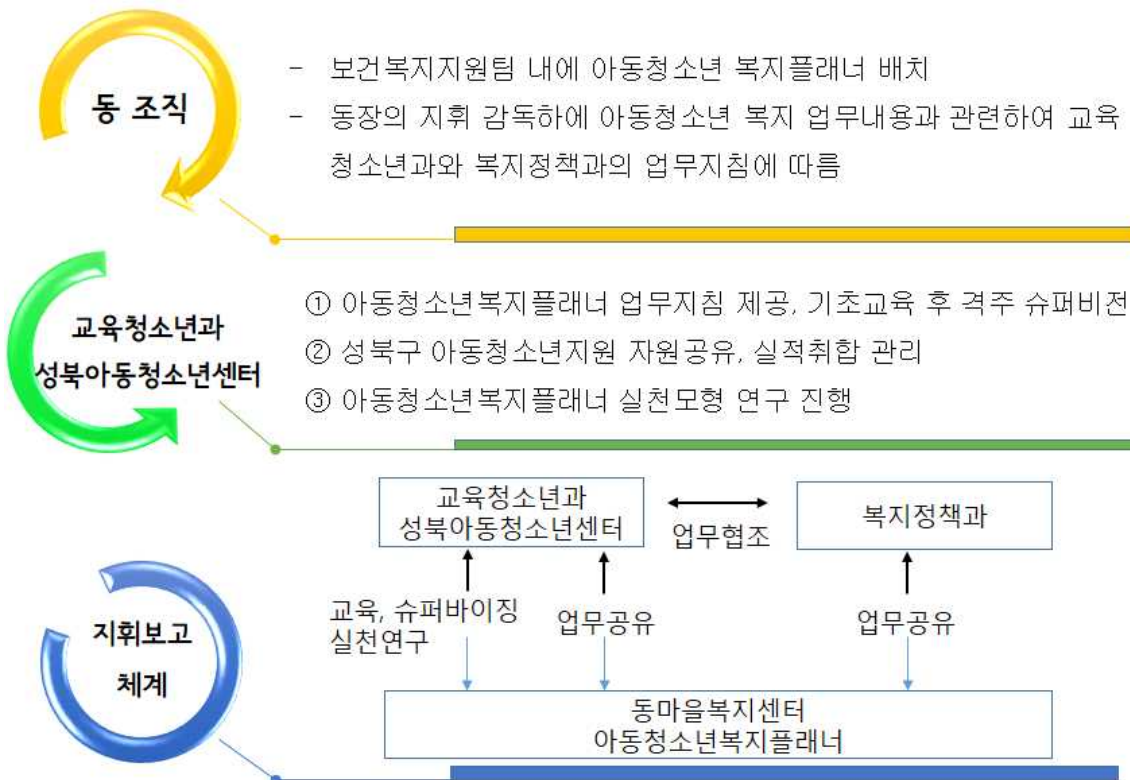 동 조직
- 보건복지지원팀 내에 아동청소년 복지플래너 배치
- 동장의 지휘 감독하에 아동청소년 복지 업무내용과 관련하여 교육
청소년과와 복지정책과의 업무지침에 따름
교육청소년과
성북아동청소년센터
① 아동청소년복지플래너 업무지침 제공, 기초교육 후 격주 슈퍼비전
② 성북구 아동청소년지원 자원공유, 실적취합 관리
③ 아동청소년복지플래너 실천모형 연구 진행
지휘보고
체계
교육청소년과
성북아동청소년센터
업무협조
복지정책과
교육, 슈퍼바이징
실천연구
업무공유
업무공유
동마을복지센터
아동청소년복지플래너